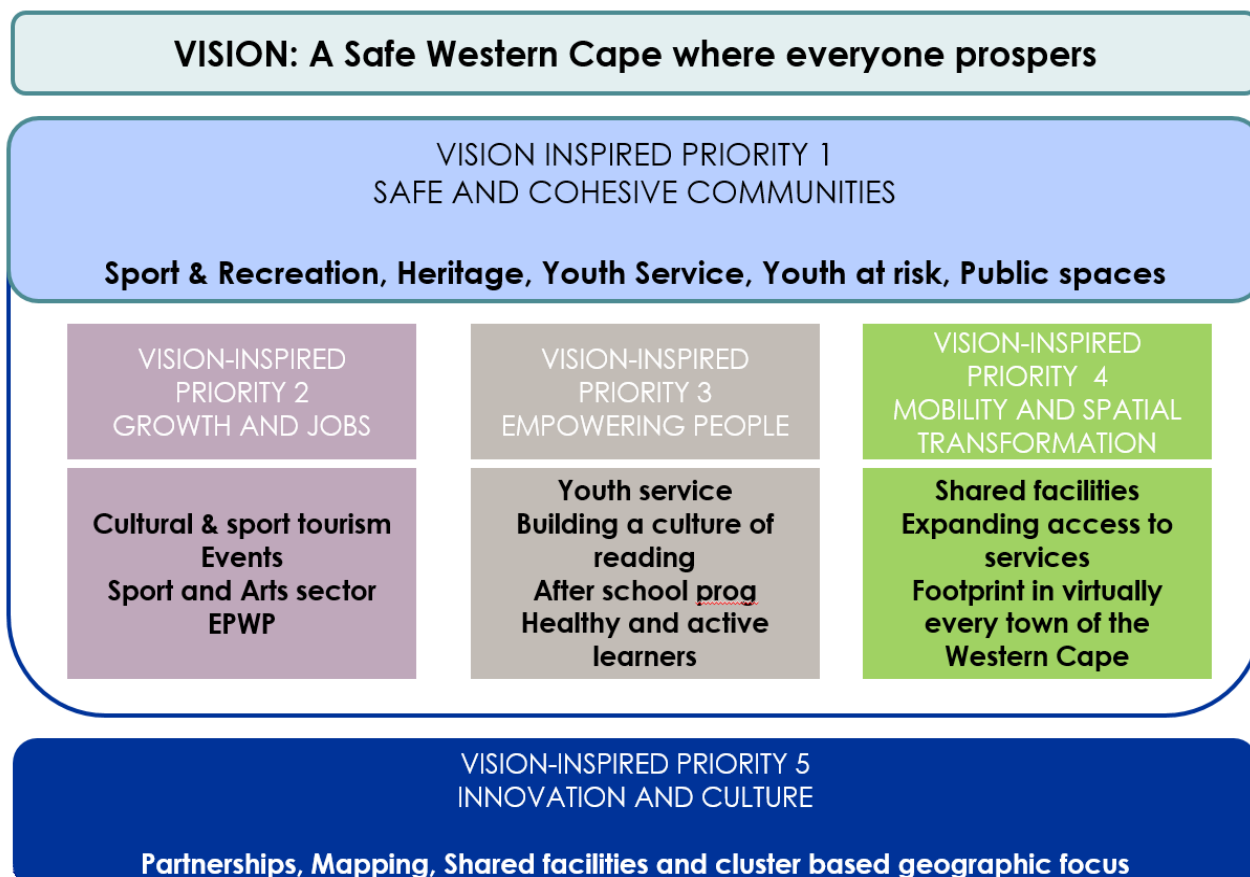 VISION: A Safe Western Cape where everyone prospers
VISION INSPIRED PRIORITY 1
SAFE AND COHESIVE COMMUNITIES
Sport & Recreation, Heritage, Youth Service, Youth at risk, Public spaces
VISION-INSPIRED
PRIORITY 2
GROWTH AND JOBS
Cultural & sport tourism
Events
Sport and Arts sector
EPWP
VISION-INSPIRED
PRIORITY 3
EMPOWERING PEOPLE
Youth service
Building a culture of
reading
After school prog
Healthy and active
learners
VISION-INSPIRED
PRIORITY 4
MOBILITY AND SPATIAL
TRANSFORMATION
Shared facilities
Expanding access to
services
Footprint in virtually
every town of the
Western Cape
VISION-INSPIRED PRIORITY 5
INNOVATION AND CULTURE
Partnerships, Mapping, Shared facilities and cluster based geographic focus